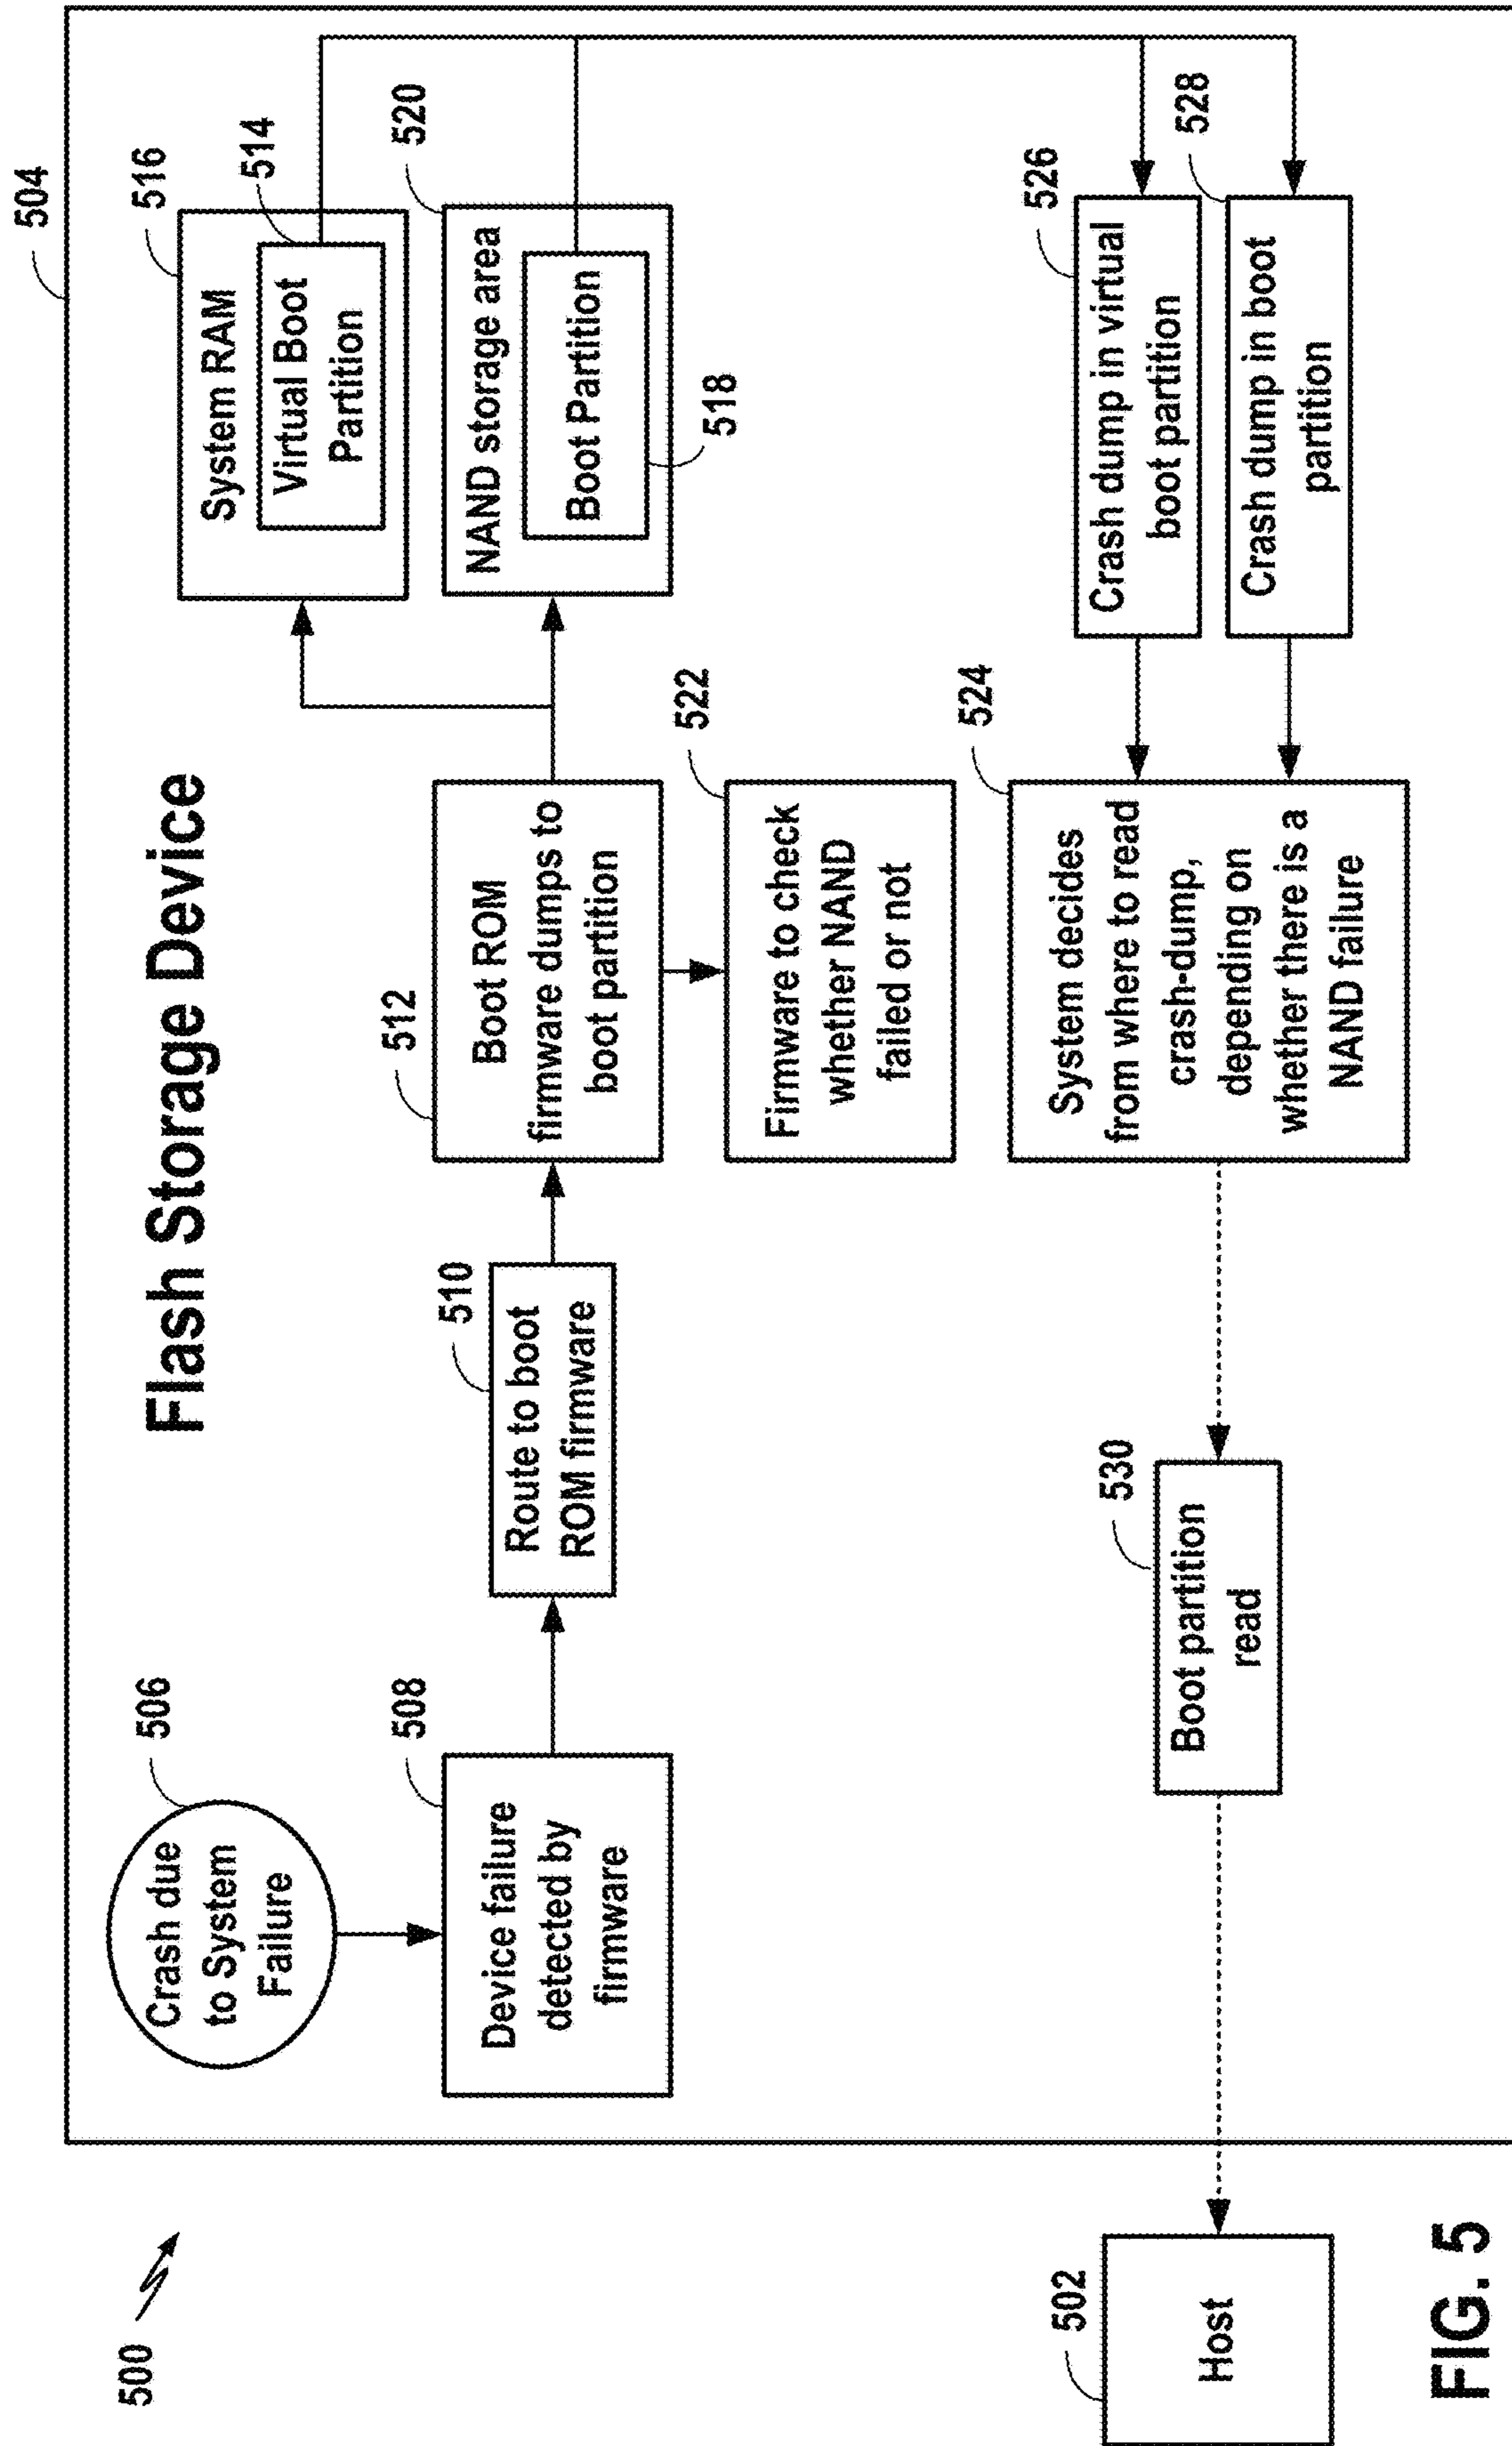 504
Flash Storage Device
506
Crash due
to System
Failure
508
Device failure
detected by
firmware
510
Route to boot
ROM firmware
512
Boot ROM
firmware dumps to
boot partition
516
System RAM
514
Virtual Boot
Partition
520
NAND storage area
Boot Partition
518
522
Firmware to check
whether NAND
failed or not
524
System decides
from where to read
crash-dump,
depending on
whether there is a
NAND failure
526
Crash dump in virtual
boot partition
528
Crash dump in boot
partition
530
Boot partition
read
500
502
Host
FIG. 5